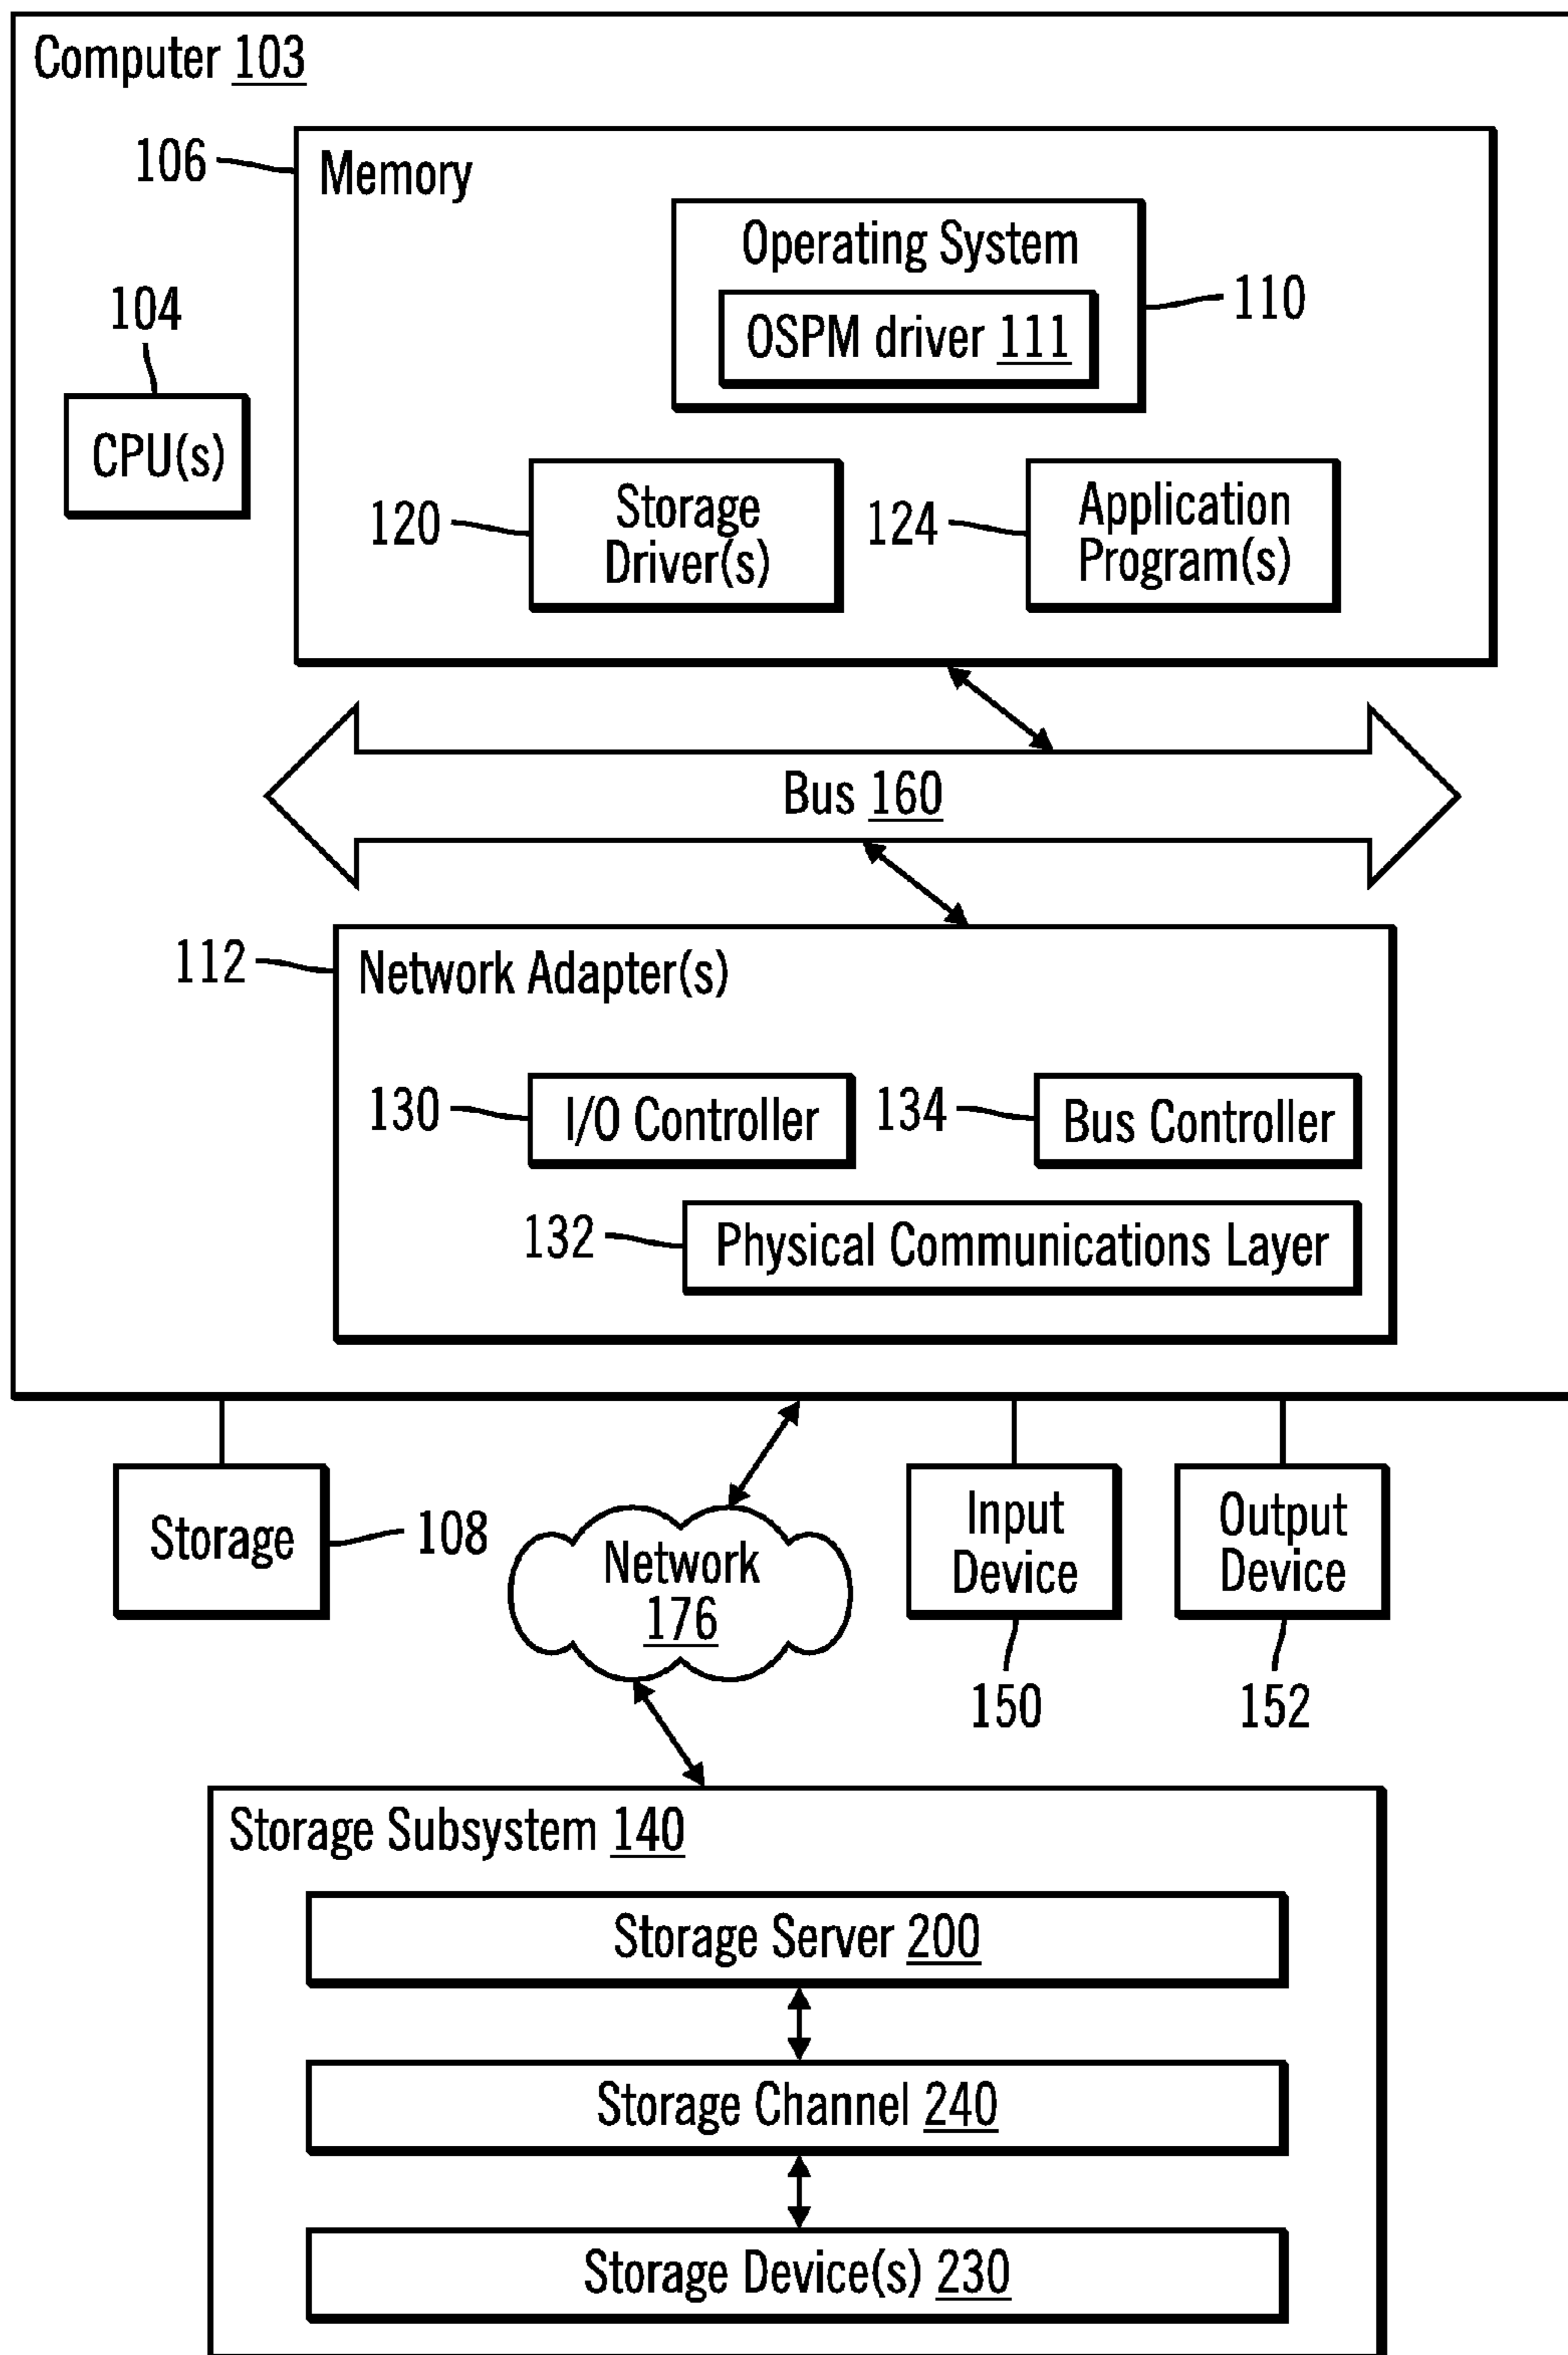 Computer 103
106
Memory
Operating System
110
OSPM driver 111
104
CPU(s)
120
Storage
Driver(s)
124
Application
Program(s)
Bus 160
112
Network Adapter(s)
130
I/O Controller
134
Bus Controller
132
Physical Communications Layer
Storage
108
Network
176
Input
Device
150
Output
Device
152
Storage Subsystem 140
Storage Server 200
Storage Channel 240
Storage Device(s) 230